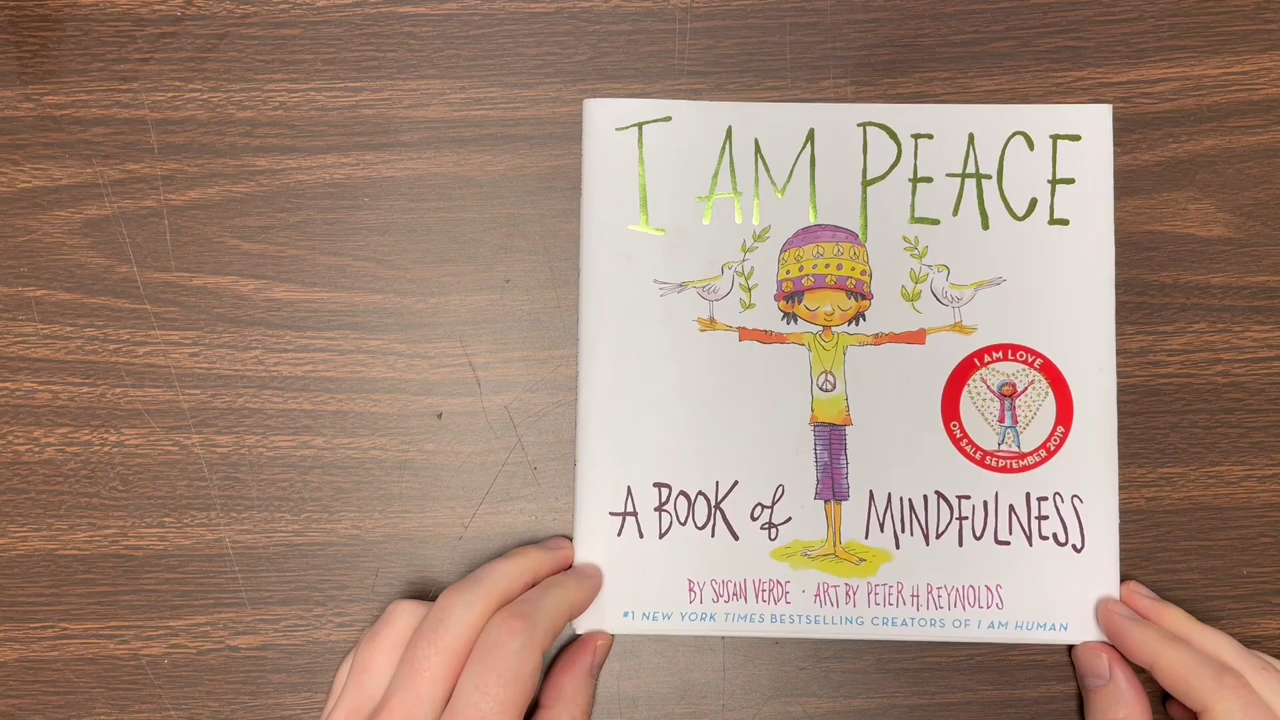 I AM PEACE
I AM LOVE
ON SALE SEPTEMBER 2019
A BOOK of MINDFULNESS
BY SUSAN VERDE · ART BY PETER H. REYNOLDS
#1 NEW YORK TIMES BESTSELLING CREATORS OF I AM HUMAN